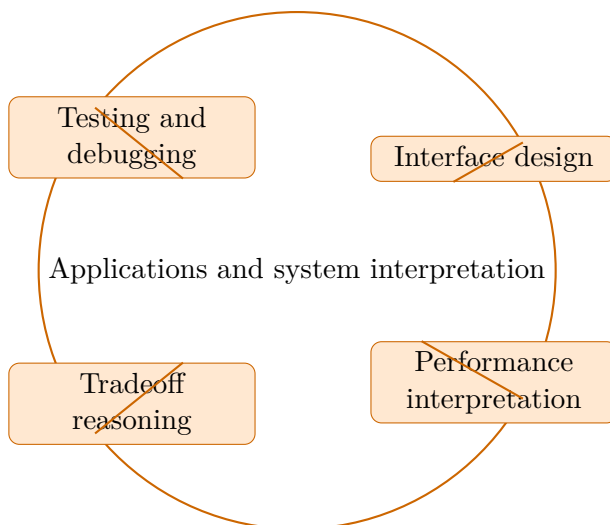 Testing and
debugging
Interface design
Applications and system interpretation
Tradeoff
reasoning
Performance
interpretation